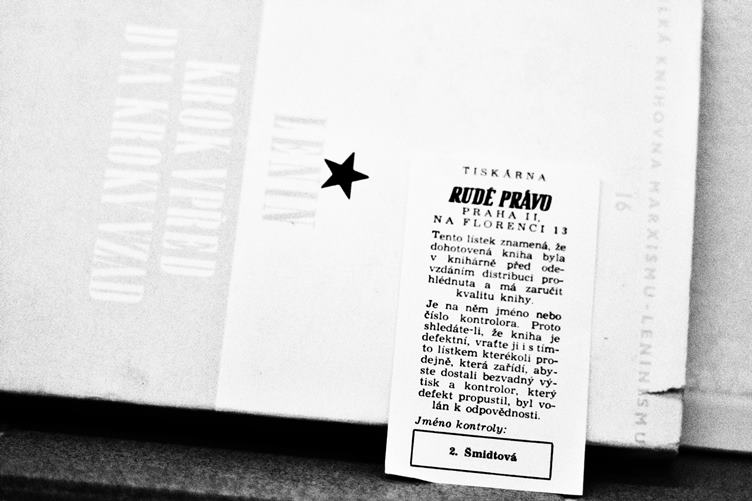 KROK VPŘED
DVA KROKY VZAD
LENIN
TISKÁRNA
RUDÉ PRÁVO
PRAHA II,
NA FLORENCI 13
Tento lístek znamená, že
dohotovená kniha byla
v knihárně před ode-
vzdáním distribuci pro-
hlédnuta a má zaručit
kvalitu knihy.
Je na něm jméno nebo
číslo kontrolora. Proto
shledáte-li, že kniha je
defektní, vraťte ji i s tím-
to lístkem kterékoli pro-
dejně, která zařídí, aby-
ste dostali bezvadný vý-
tisk a kontrolor, který
defekt propustil, byl vo-
lán k odpovědnosti.
Jméno kontroly:
2. Šmidtová
16
KNIHOVNA MARXISMU-LENINISMU